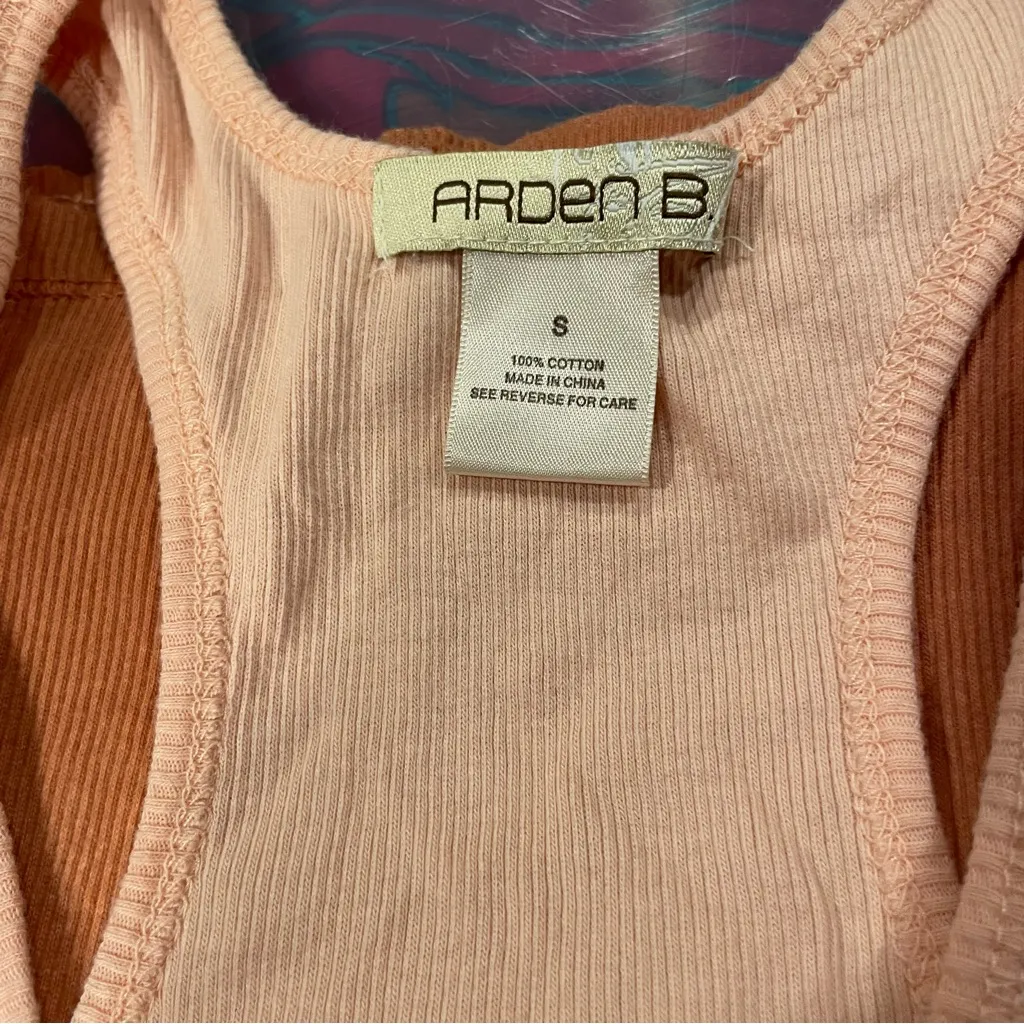 ARDEN B.
S
100% COTTON
MADE IN CHINA
SEE REVERSE FOR CARE